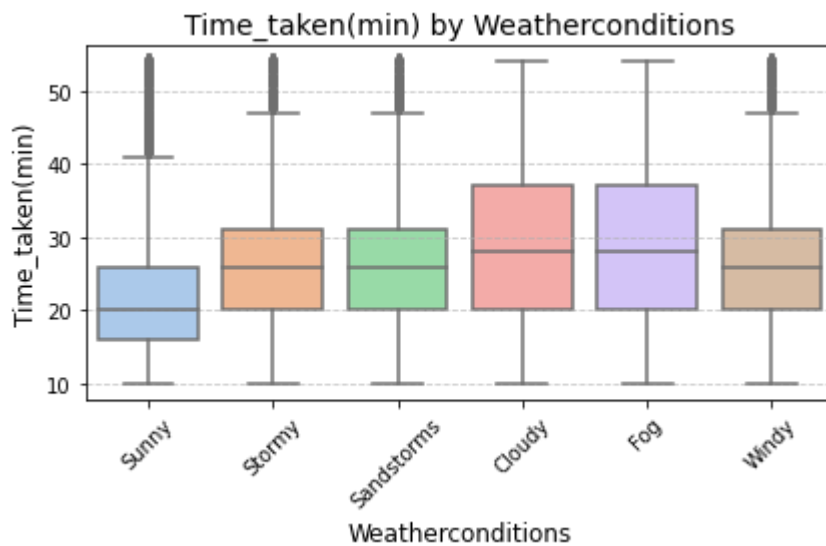 Time_taken(min) by Weatherconditions
Time_taken(min)
50
40
30
20
10
Sunny
Stormy
Sandstorms
Cloudy
Fog
Windy
Weatherconditions